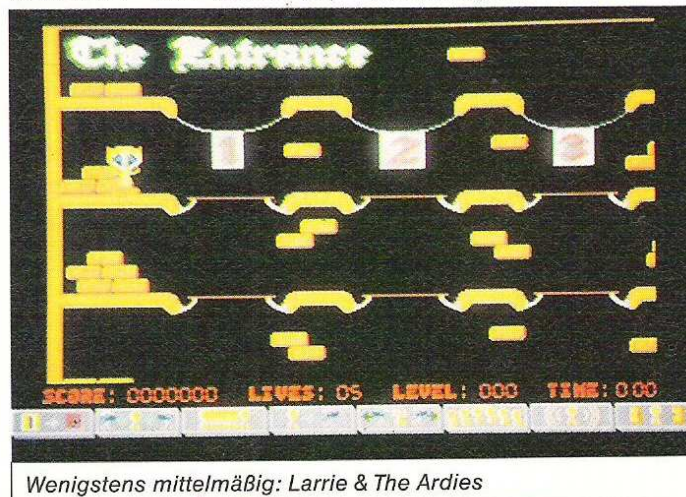 The Entrance
1 2 3
SCORE: 0000000 LIVES: 05 LEVEL: 000 TIME: 0:00
Wenigstens mittelmäßig: Larrie & The Ardies